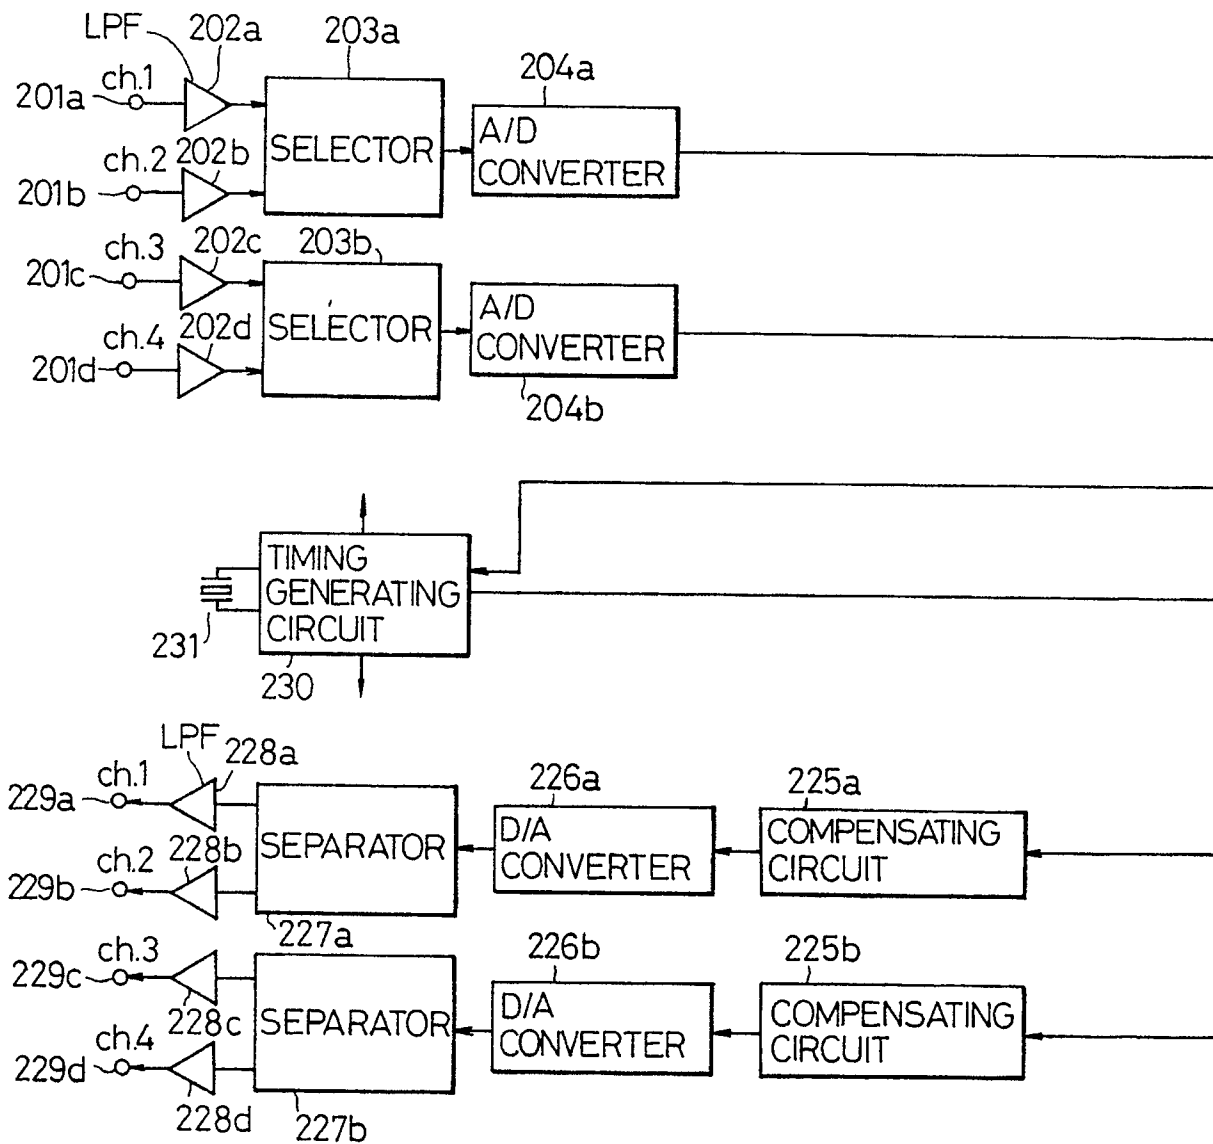 LPF 202a
203a
204a
ch.1
201a
SELECTOR
A/D
CONVERTER
ch.2 202b
201b
ch.3 202c 203b
201c
SELECTOR
A/D
CONVERTER
ch.4 202d
201d
204b
TIMING
GENERATING
CIRCUIT
231
230
LPF 228a
ch.1
229a
226a
225a
SEPARATOR
D/A
CONVERTER
COMPENSATING
CIRCUIT
ch.2 228b
229b
227a
ch.3
229c
226b
225b
228c
SEPARATOR
D/A
CONVERTER
COMPENSATING
CIRCUIT
ch.4
229d
228d
227b